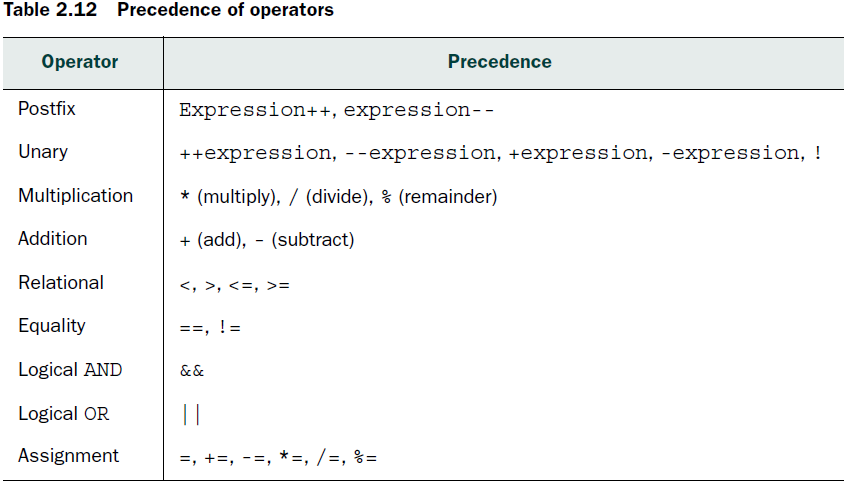 Table 2.12 Precedence of operators
Operator Precedence
Postfix Expression++, expression--
Unary ++expression, --expression, +expression, -expression, !
Multiplication * (multiply), / (divide), % (remainder)
Addition + (add), - (subtract)
Relational <, >, <=, >=
Equality ==, !=
Logical AND &&
Logical OR ||
Assignment =, +=, -=, *=, /=, %=